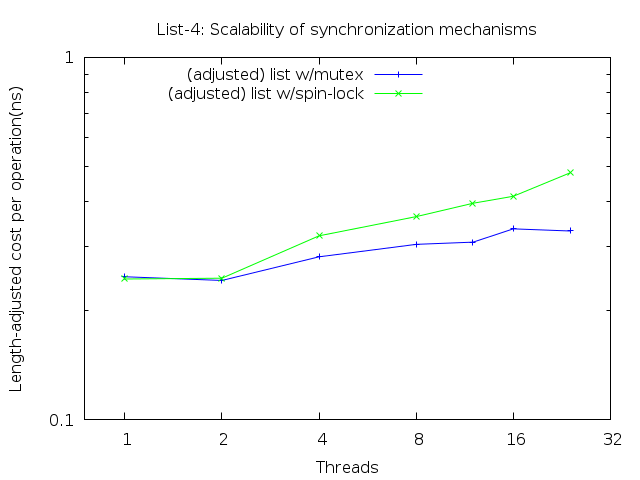 List-4: Scalability of synchronization mechanisms
1
(adjusted) list w/mutex
(adjusted) list w/spin-lock
Length-adjusted cost per operation(ns)
0.1
1 2 4 8 16 32
Threads